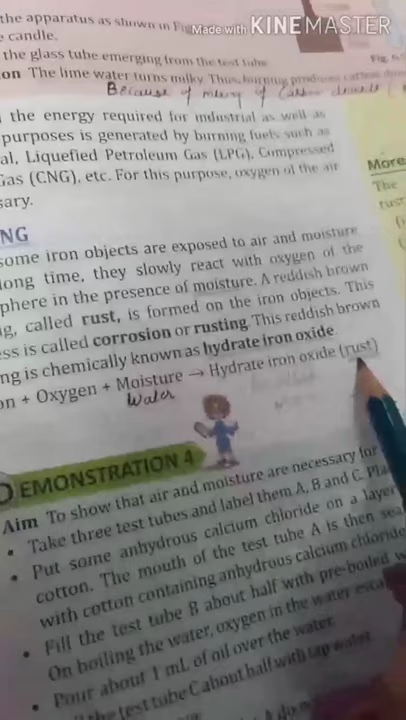 the apparatus as shown in Fig
Made with KINEMASTER
candle.
the glass tube emerging from the test tube
on The lime water turns milky. Thus, burning produces carbon
Fig. 6.
Because of mixing of Carbon
the energy required for industrial as well as
purposes is generated by burning fuels such as
al, Liquefied Petroleum Gas (LPG), Compressed
Gas (CNG), etc. For this purpose, oxygen of the air
sary.
More
The
rust
NG
some iron objects are exposed to air and moisture
long time, they slowly react with oxygen of the
phere in the presence of moisture. A reddish brown
g, called rust, is formed on the iron objects. This
ess is called corrosion or rusting. This reddish brown
ng is chemically known as hydrate iron oxide.
on + Oxygen + Moisture → Hydrate iron oxide (rust)
Water
DEMONSTRATION 4
Aim To show that air and moisture are necessary for
• Take three test tubes and label them A, B and C. Pla
• Put some anhydrous calcium chloride on a layer
cotton. The mouth of the test tube A is then sea
with cotton containing anhydrous calcium chloride
• Fill the test tube B about half with pre-boiled w
On boiling the water, oxygen in the water esca
• Pour about 1 mL of oil over the water.
the test tube C about half with tap water.